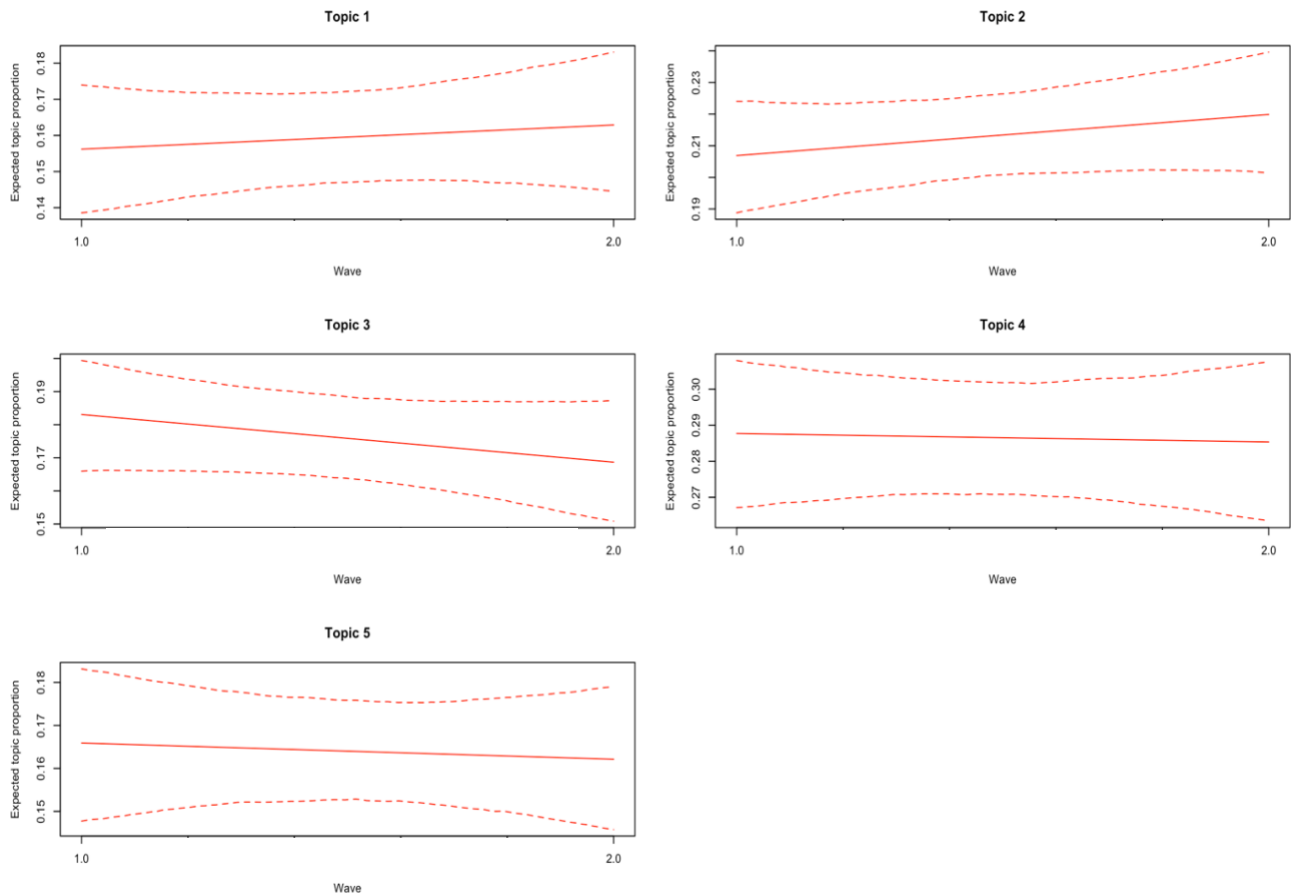 Topic 1
Expected topic proportion
0.18
0.17
0.16
0.15
0.14
1.0
2.0
Wave
Topic 2
Expected topic proportion
0.23
0.21
0.19
1.0
2.0
Wave
Topic 3
Expected topic proportion
0.19
0.17
0.15
1.0
2.0
Wave
Topic 4
Expected topic proportion
0.30
0.29
0.28
0.27
1.0
2.0
Wave
Topic 5
Expected topic proportion
0.18
0.17
0.16
0.15
1.0
2.0
Wave